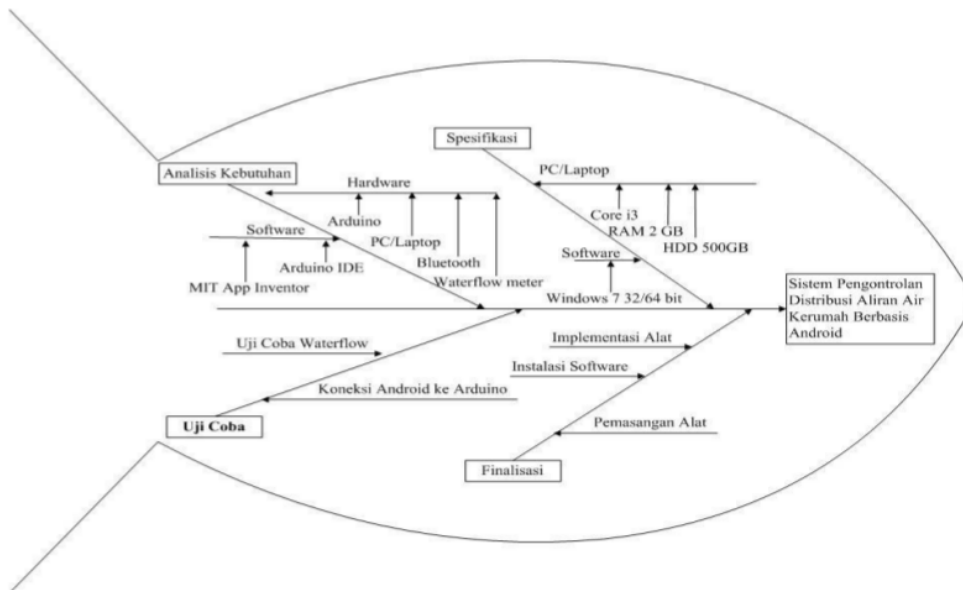 Spesifikasi
Analisis Kebutuhan
PC/Laptop
Hardware
Core i3
Arduino
RAM 2 GB
Software
PC/Laptop
HDD 500GB
Software
Arduino IDE
Bluetooth
MIT App Inventor
Waterflow meter
Windows 7 32/64 bit
Sistem Pengontrolan
Distribusi Aliran Air
Kerumah Berbasis
Android
Uji Coba Waterflow
Implementasi Alat
Instalasi Software
Koneksi Android ke Arduino
Uji Coba
Pemasangan Alat
Finalisasi